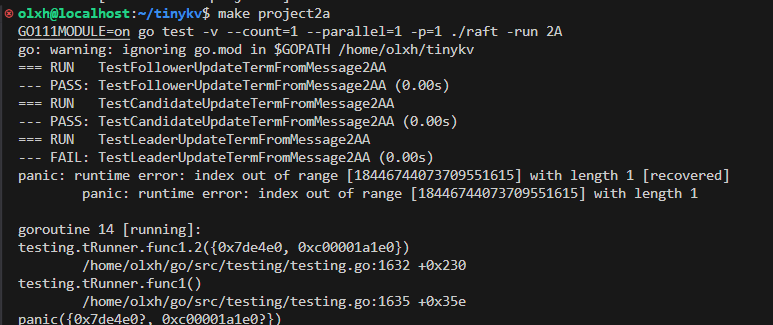 olxh@localhost:~/tinykv$ make project2a
GO111MODULE=on go test -v --count=1 --parallel=1 -p=1 ./raft -run 2A
go: warning: ignoring go.mod in $GOPATH /home/olxh/tinykv
=== RUN   TestFollowerUpdateTermFromMessage2AA
--- PASS: TestFollowerUpdateTermFromMessage2AA (0.00s)
=== RUN   TestCandidateUpdateTermFromMessage2AA
--- PASS: TestCandidateUpdateTermFromMessage2AA (0.00s)
=== RUN   TestLeaderUpdateTermFromMessage2AA
--- FAIL: TestLeaderUpdateTermFromMessage2AA (0.00s)
panic: runtime error: index out of range [18446744073709551615] with length 1 [recovered]
        panic: runtime error: index out of range [18446744073709551615] with length 1

goroutine 14 [running]:
testing.tRunner.func1.2({0x7de4e0, 0xc00001a1e0})
        /home/olxh/go/src/testing/testing.go:1632 +0x230
testing.tRunner.func1()
        /home/olxh/go/src/testing/testing.go:1635 +0x35e
panic({0x7de4e0?, 0xc00001a1e0?})